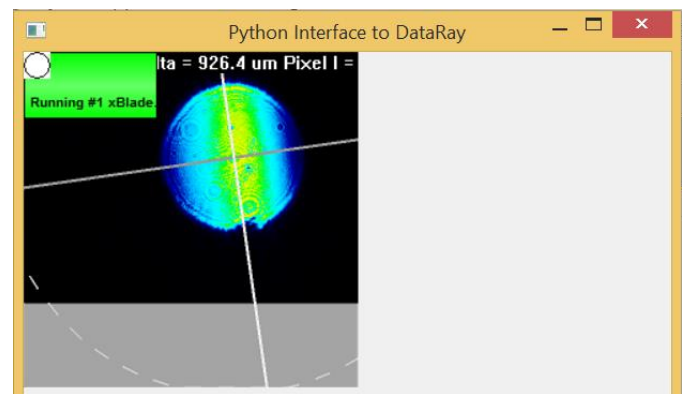 Python Interface to DataRay
lta = 926.4 um Pixel I =
Running #1 xBlade.